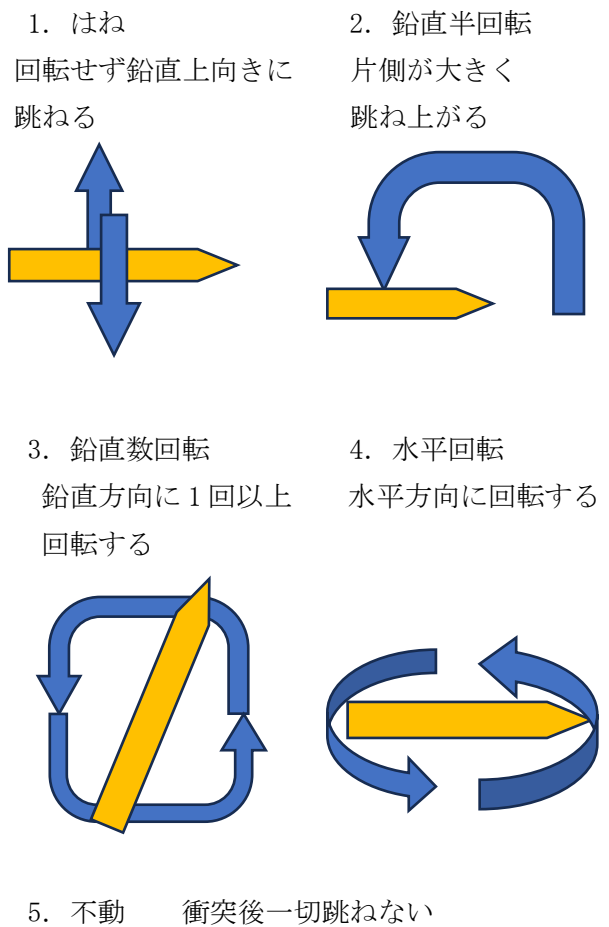 1. はね
回転せず鉛直上向きに
跳ねる
2. 鉛直半回転
片側が大きく
跳ね上がる
3. 鉛直数回転
鉛直方向に1回以上
回転する
4. 水平回転
水平方向に回転する
5. 不動　　衝突後一切跳ねない